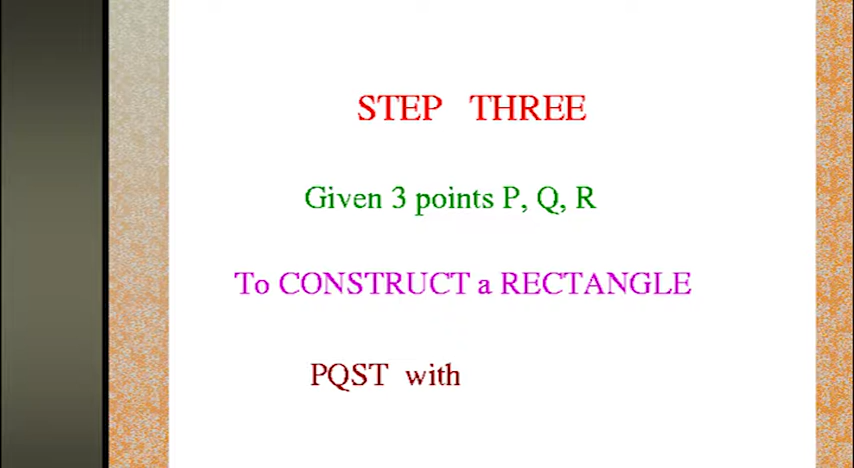 STEP THREE
Given 3 points P, Q, R
To CONSTRUCT a RECTANGLE
PQST with